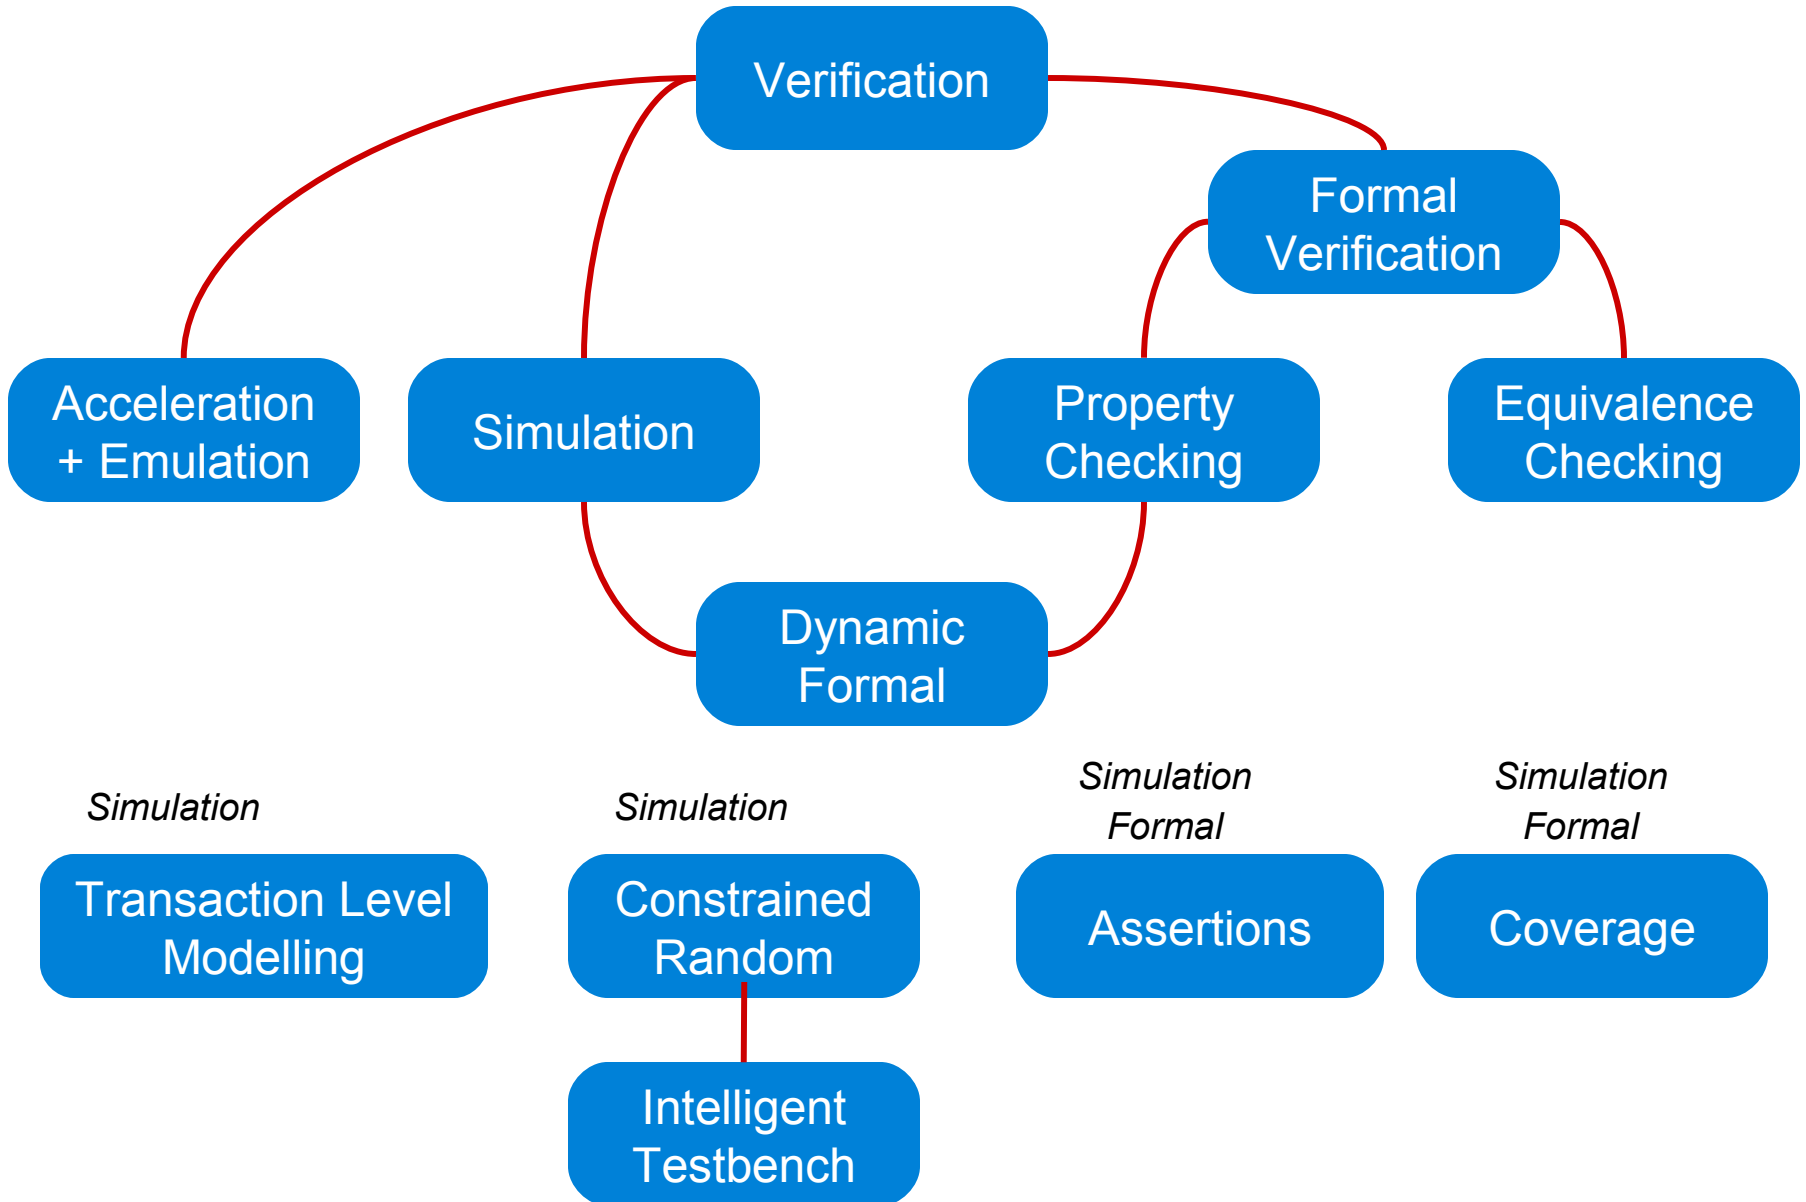 Verification
Formal
Verification
Acceleration
+ Emulation
Simulation
Property
Checking
Equivalence
Checking
Dynamic
Formal
Simulation
Transaction Level
Modelling
Simulation
Constrained
Random
Simulation
Formal
Assertions
Simulation
Formal
Coverage
Intelligent
Testbench